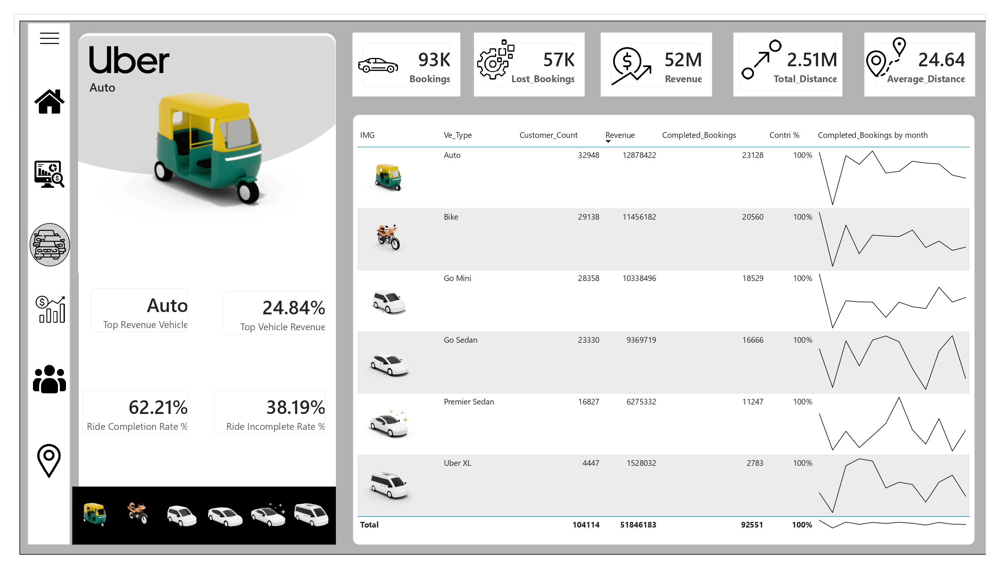 Uber
Auto
93K
Bookings
57K
Lost_Bookings
52M
Revenue
2.51M
Total_Distance
24.64
Average_Distance
IMG Ve_Type Customer_Count Revenue Completed_Bookings Contri % Completed_Bookings by month
Auto 32948 12878422 23128 100%
Bike 29138 11456182 20560 100%
Go Mini 28358 10338496 18529 100%
Go Sedan 23330 9369719 16666 100%
Premier Sedan 16827 6275332 11247 100%
Uber XL 4447 1528032 2783 100%
Total 104114 51846183 92551 100%
Auto
Top Revenue Vehicle
24.84%
Top Vehicle Revenue
62.21%
Ride Completion Rate %
38.19%
Ride Incomplete Rate %